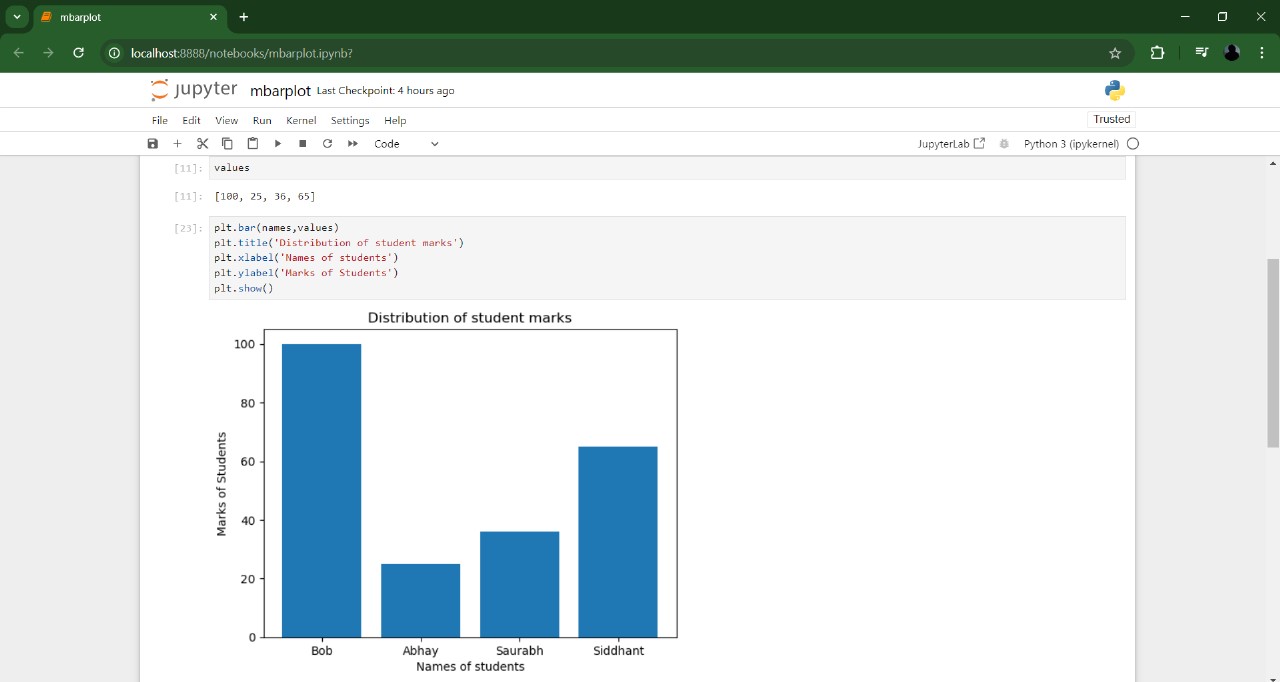 mbarplot
localhost:8888/notebooks/mbarplot.ipynb?
jupyter mbarplot Last Checkpoint: 4 hours ago
File Edit View Run Kernel Settings Help Trusted
Code JupyterLab Python 3 (ipykernel)
[11]: values
[11]: [100, 25, 36, 65]
[23]: plt.bar(names,values)
plt.title('Distribution of student marks')
plt.xlabel('Names of students')
plt.ylabel('Marks of Students')
plt.show()
Distribution of student marks
100
80
60
40
20
0
Marks of Students
Bob Abhay Saurabh Siddhant
Names of students